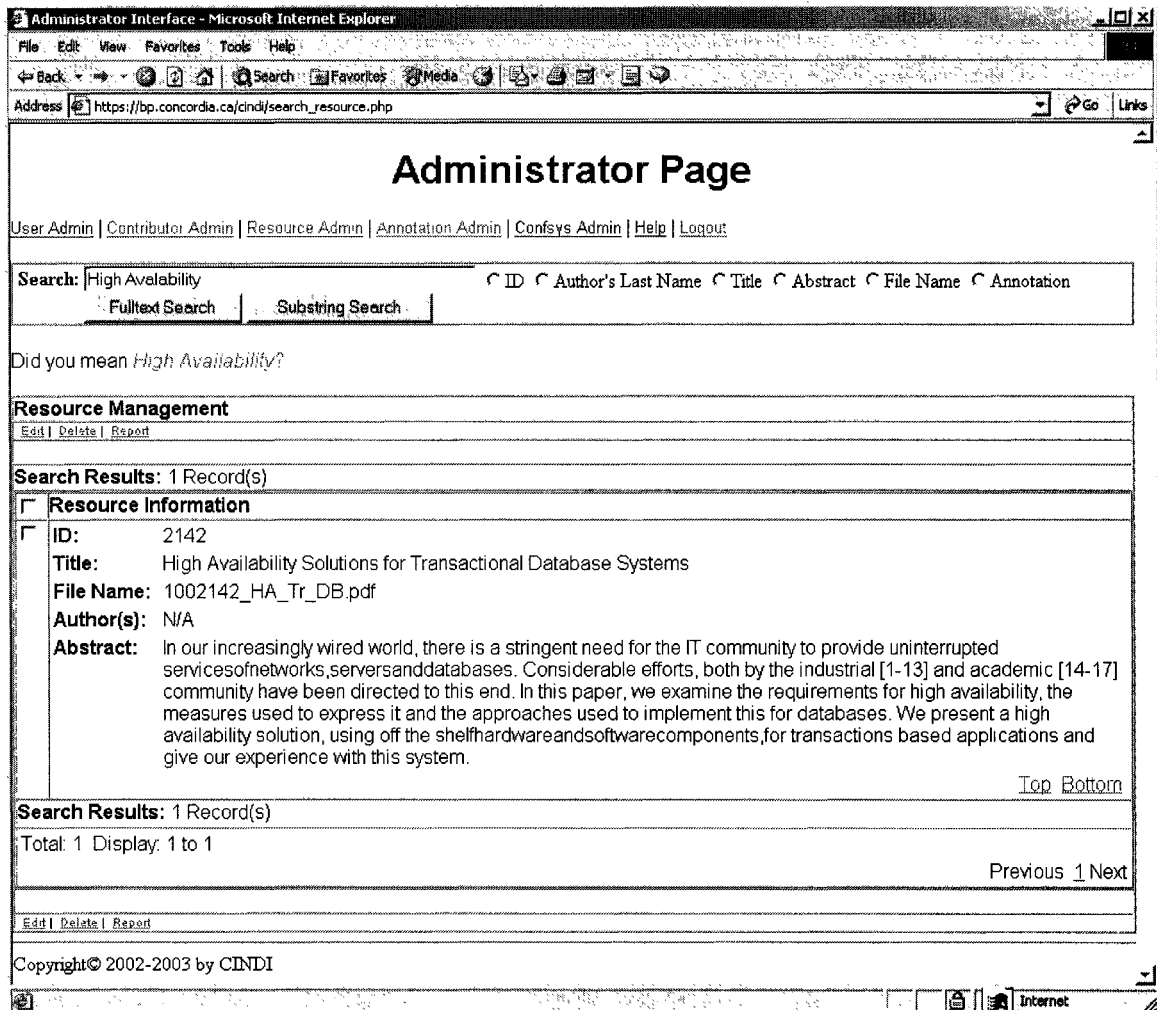 Administrator Interface - Microsoft Internet Explorer
File Edit View Favorites Tools Help
Back Search Favorites Media
Address https://bp.concordia.ca/cindi/search_resource.php Go Links
Administrator Page
User Admin | Contributor Admin | Resource Admin | Annotation Admin | Confsys Admin | Help | Logout
Search: High Avalability ID Author's Last Name Title Abstract File Name Annotation
Fulltext Search Substring Search
Did you mean High Availability?
Resource Management
Edit | Delete | Report
Search Results: 1 Record(s)
Resource Information
ID: 2142
Title: High Availability Solutions for Transactional Database Systems
File Name: 1002142_HA_Tr_DB.pdf
Author(s): N/A
Abstract: In our increasingly wired world, there is a stringent need for the IT community to provide uninterrupted
servicesofnetworks,serversanddatabases. Considerable efforts, both by the industrial [1-13] and academic [14-17]
community have been directed to this end. In this paper, we examine the requirements for high availability, the
measures used to express it and the approaches used to implement this for databases. We present a high
availability solution, using off the shelfhardwareandsoftwarecomponents,for transactions based applications and
give our experience with this system.
Top Bottom
Search Results: 1 Record(s)
Total: 1 Display: 1 to 1
Previous 1 Next
Edit | Delete | Report
Copyright© 2002-2003 by CINDI
Internet